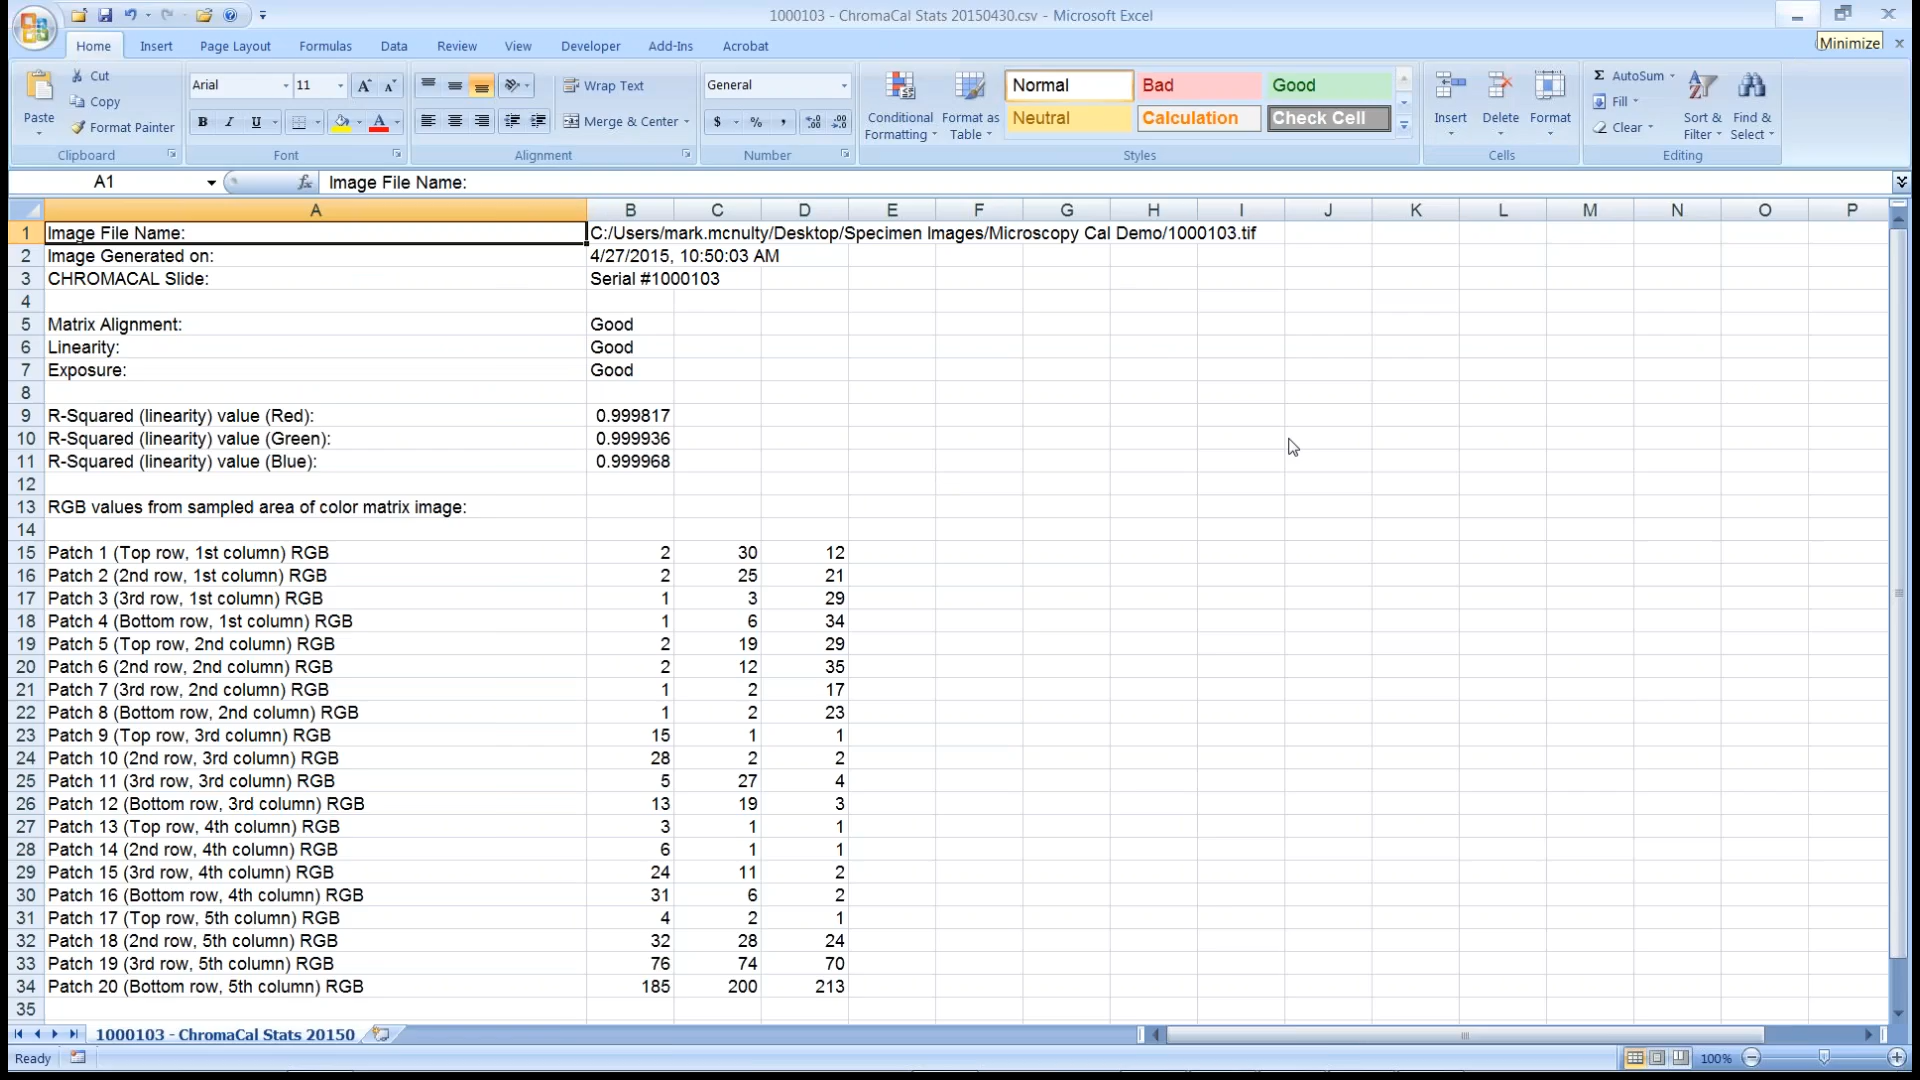 1000103 - ChromaCal Stats 20150430.csv - Microsoft Excel
Home Insert Page Layout Formulas Data Review View Developer Add-Ins Acrobat Minimize
Paste Cut Copy Format Painter Clipboard
Arial 11 B I U Font
Wrap Text Merge & Center Alignment
General $ % , Number
Conditional Formatting Format as Table Normal Bad Good Neutral Calculation Check Cell Styles
Insert Delete Format Cells
Σ AutoSum Fill Clear Sort & Filter Find & Select Editing
A1 fx Image File Name:
A B C D E F G H I J K L M N O P
1 Image File Name: C:/Users/mark.mcnulty/Desktop/Specimen Images/Microscopy Cal Demo/1000103.tif
2 Image Generated on: 4/27/2015, 10:50:03 AM
3 CHROMACAL Slide: Serial #1000103
4
5 Matrix Alignment: Good
6 Linearity: Good
7 Exposure: Good
8
9 R-Squared (linearity) value (Red): 0.999817
10 R-Squared (linearity) value (Green): 0.999936
11 R-Squared (linearity) value (Blue): 0.999968
12
13 RGB values from sampled area of color matrix image:
14
15 Patch 1 (Top row, 1st column) RGB 2 30 12
16 Patch 2 (2nd row, 1st column) RGB 2 25 21
17 Patch 3 (3rd row, 1st column) RGB 1 3 29
18 Patch 4 (Bottom row, 1st column) RGB 1 6 34
19 Patch 5 (Top row, 2nd column) RGB 2 19 29
20 Patch 6 (2nd row, 2nd column) RGB 2 12 35
21 Patch 7 (3rd row, 2nd column) RGB 1 2 17
22 Patch 8 (Bottom row, 2nd column) RGB 1 2 23
23 Patch 9 (Top row, 3rd column) RGB 15 1 1
24 Patch 10 (2nd row, 3rd column) RGB 28 2 2
25 Patch 11 (3rd row, 3rd column) RGB 5 27 4
26 Patch 12 (Bottom row, 3rd column) RGB 13 19 3
27 Patch 13 (Top row, 4th column) RGB 3 1 1
28 Patch 14 (2nd row, 4th column) RGB 6 1 1
29 Patch 15 (3rd row, 4th column) RGB 24 11 2
30 Patch 16 (Bottom row, 4th column) RGB 31 6 2
31 Patch 17 (Top row, 5th column) RGB 4 2 1
32 Patch 18 (2nd row, 5th column) RGB 32 28 24
33 Patch 19 (3rd row, 5th column) RGB 76 74 70
34 Patch 20 (Bottom row, 5th column) RGB 185 200 213
35
1000103 - ChromaCal Stats 20150
Ready 100%